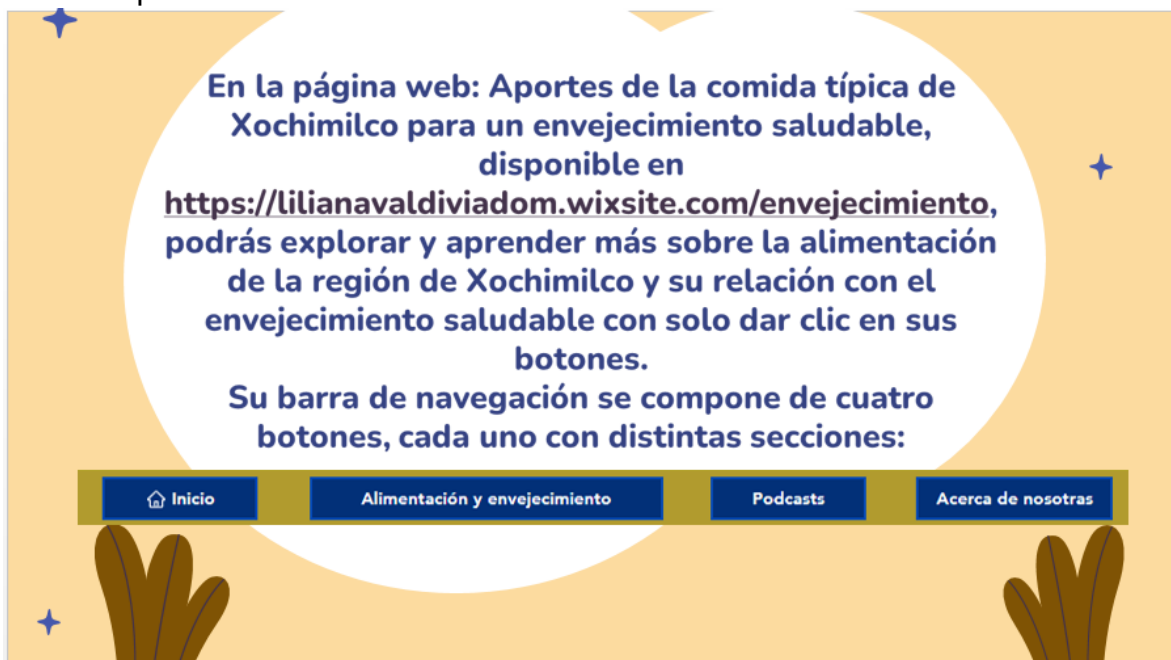 En la página web: Aportes de la comida típica de
Xochimilco para un envejecimiento saludable,
disponible en
https://lilianavaldiviadom.wixsite.com/envejecimiento,
podrás explorar y aprender más sobre la alimentación
de la región de Xochimilco y su relación con el
envejecimiento saludable con solo dar clic en sus
botones.
Su barra de navegación se compone de cuatro
botones, cada uno con distintas secciones:
Inicio
Alimentación y envejecimiento
Podcasts
Acerca de nosotras